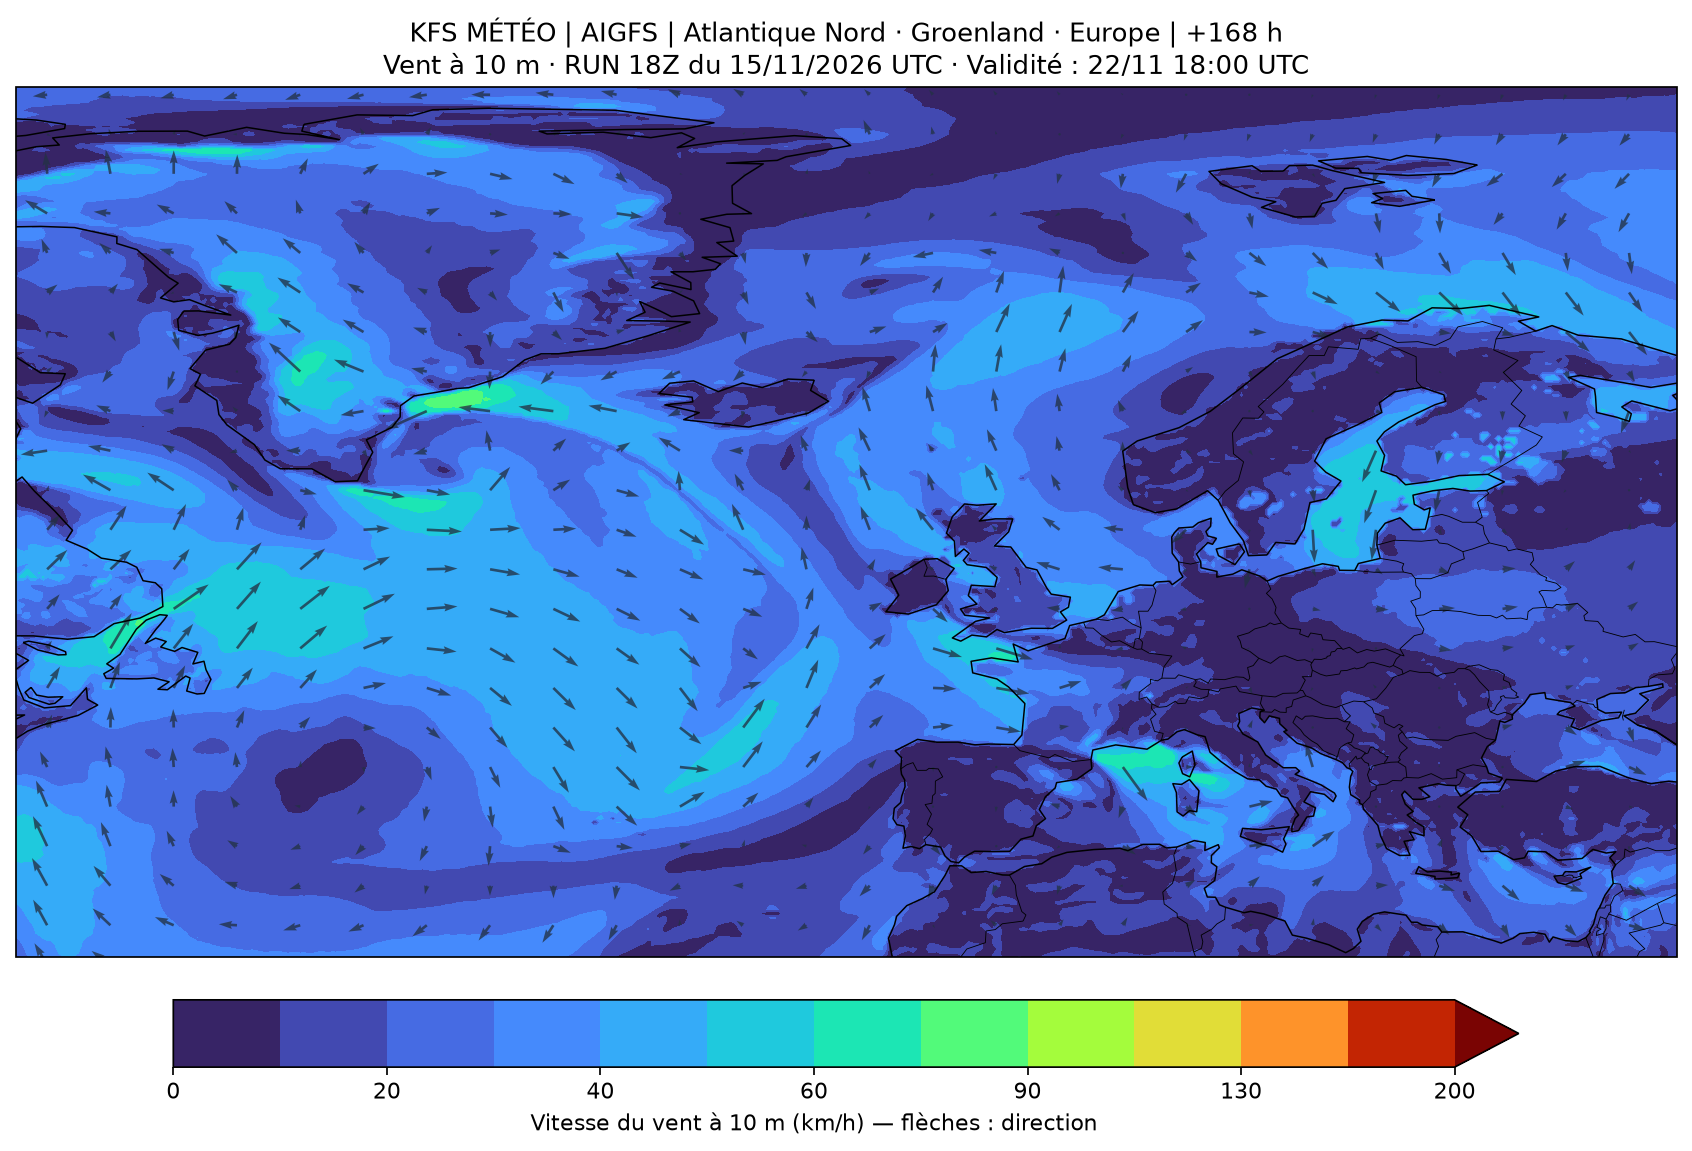 KFS MÉTÉO | AIGFS | Atlantique Nord · Groenland · Europe | +168 h
Vent à 10 m · RUN 18Z du 15/11/2026 UTC · Validité : 22/11 18:00 UTC
0 20 40 60 90 130 200
Vitesse du vent à 10 m (km/h) — flèches : direction